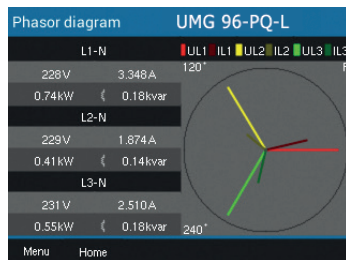 Phasor diagram UMG 96-PQ-L
L1-N UL1 IL1 UL2 IL2 UL3 IL3
228V 3.348A 120°
0.74kW 0.18kvar
L2-N
229V 1.874A
0.41kW 0.14kvar
L3-N
231V 2.510A
0.55kW 0.18kvar 240°
Menu Home